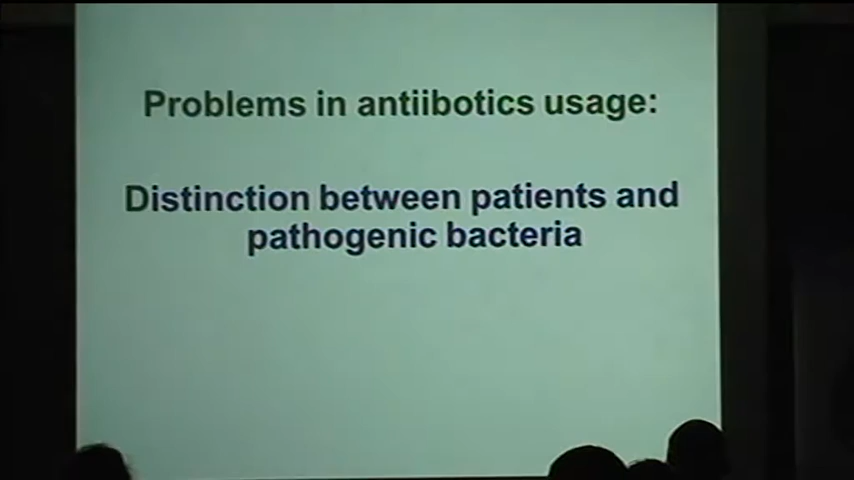 Problems in antiibotics usage:
Distinction between patients and
pathogenic bacteria